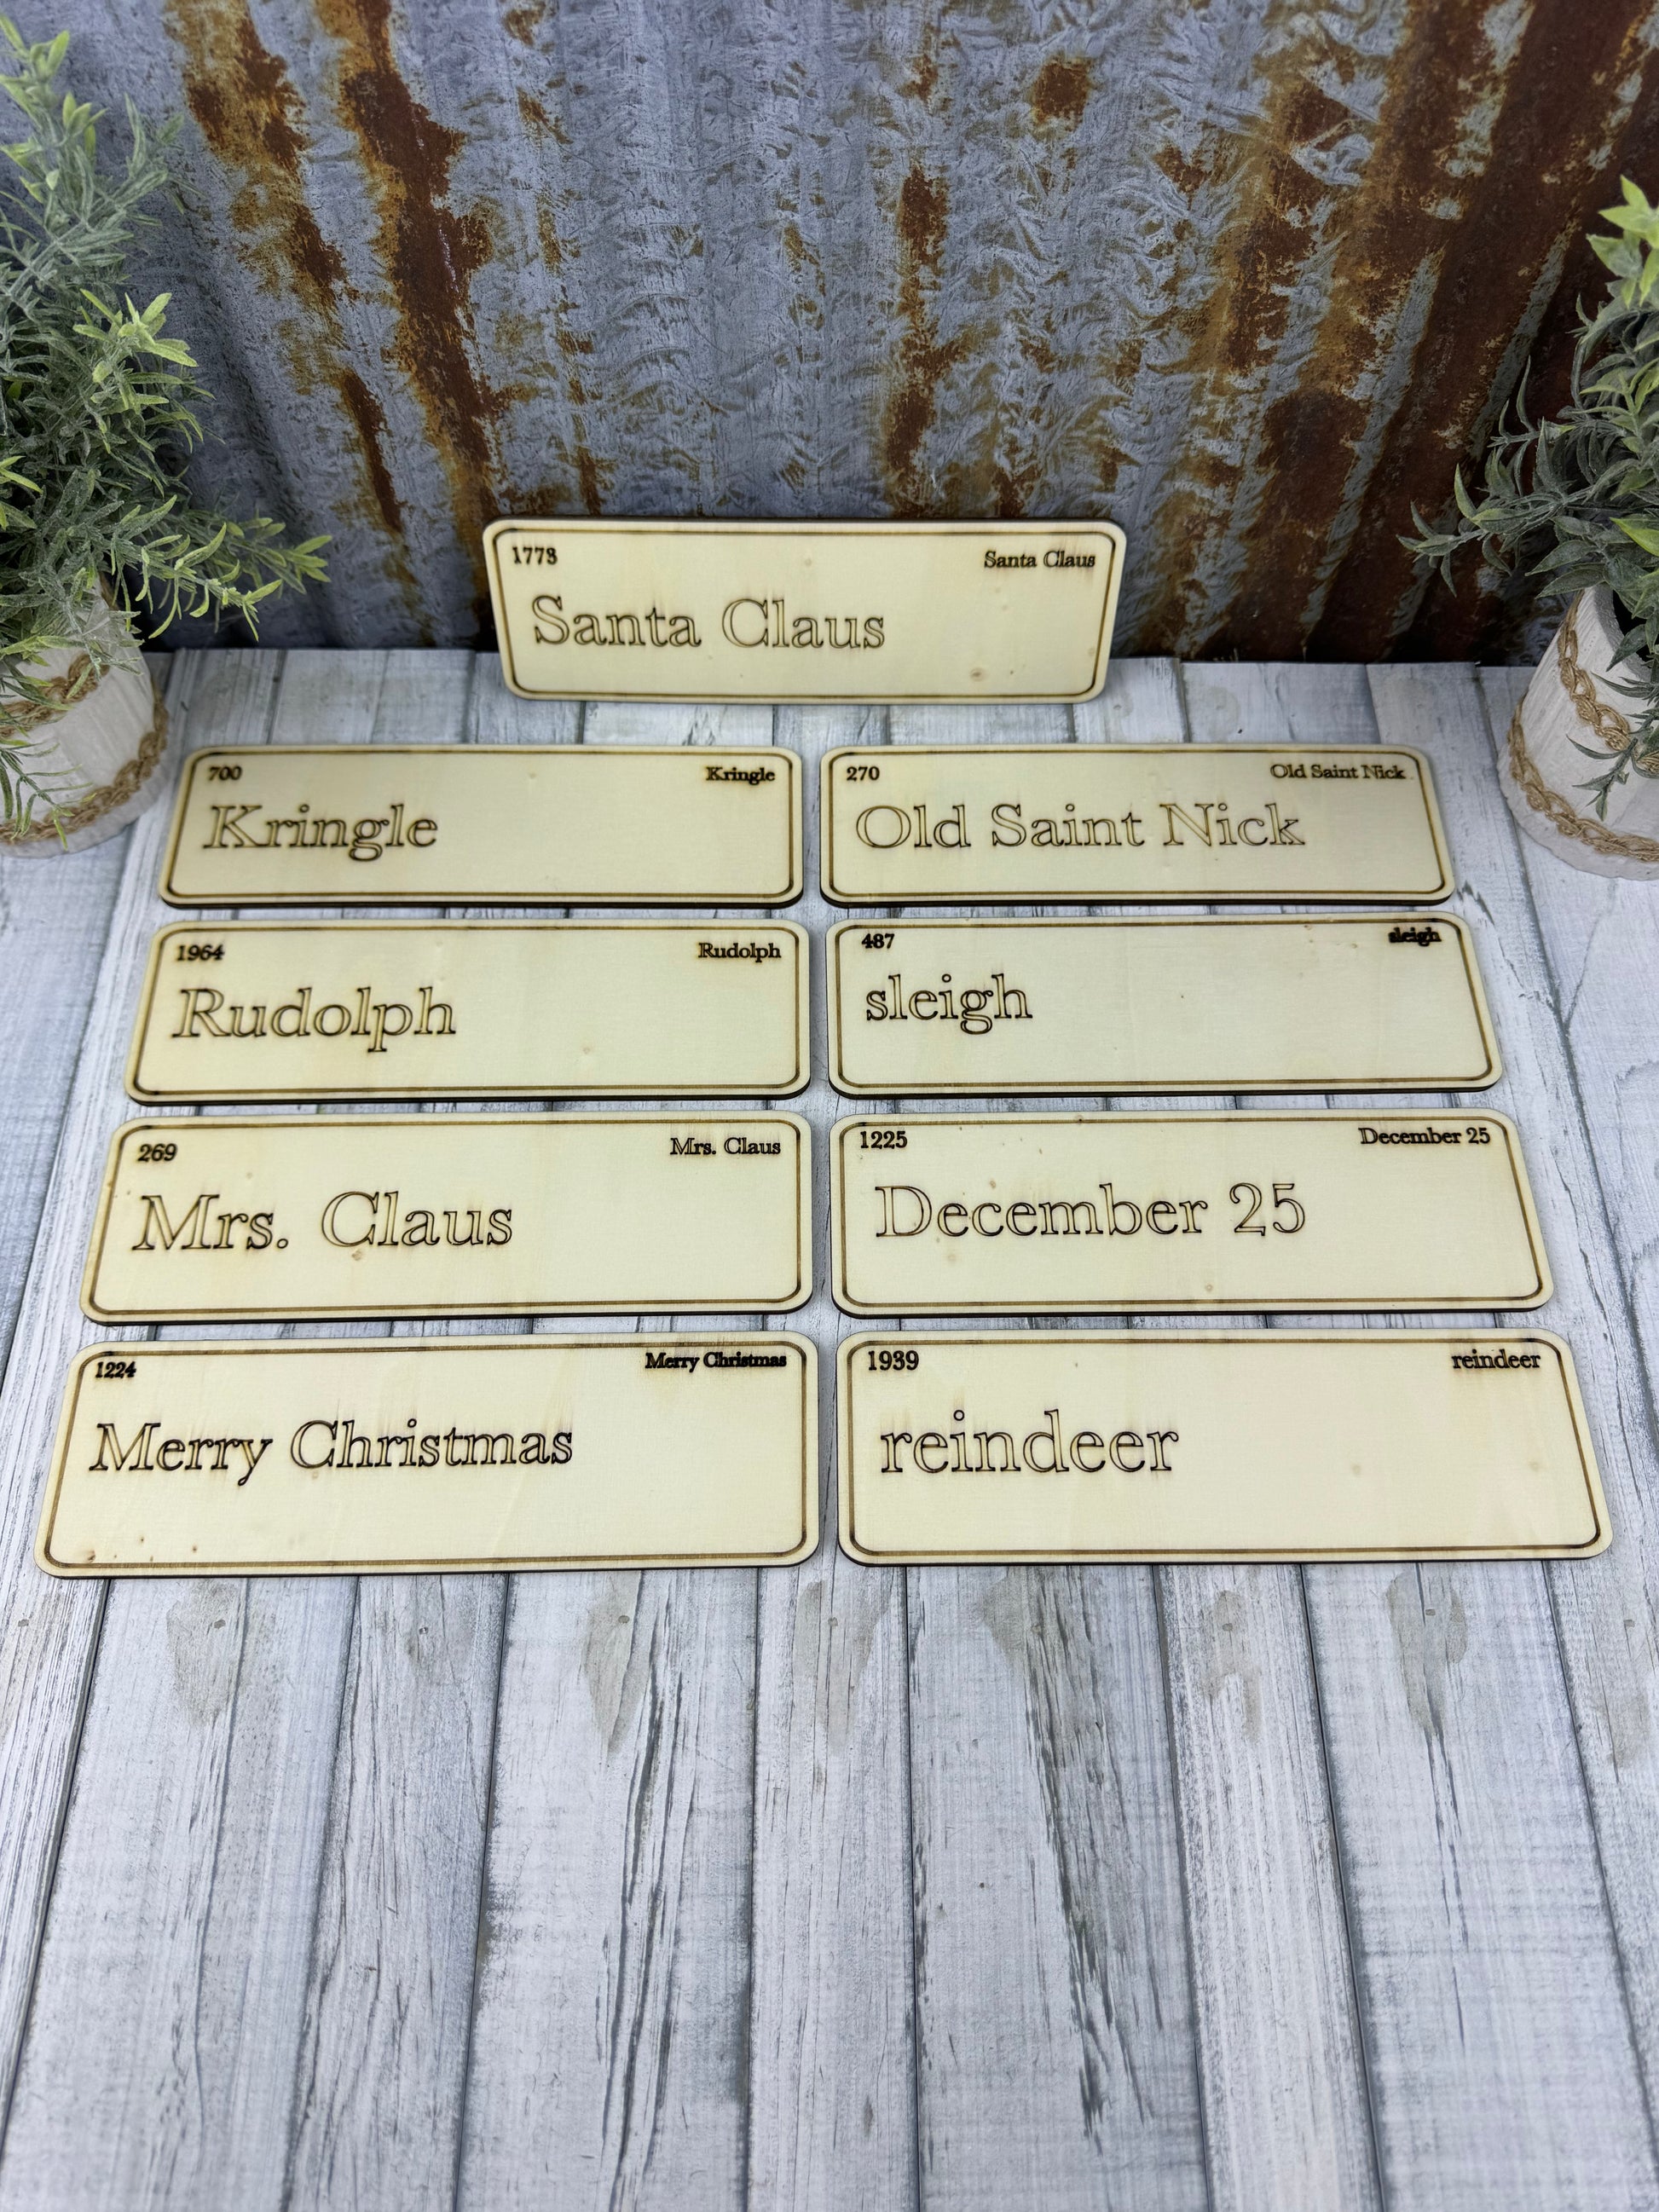 1773 Santa Claus
Santa Claus
700 Kringle
Kringle
270 Old Saint Nick
Old Saint Nick
1964 Rudolph
Rudolph
487 sleigh
sleigh
269 Mrs. Claus
Mrs. Claus
1225 December 25
December 25
1224 Merry Christmas
Merry Christmas
1939 reindeer
reindeer